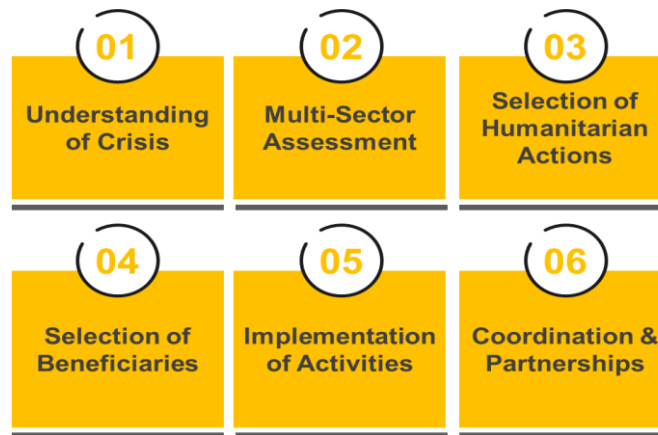 01
Understanding
of Crisis
02
Multi-Sector
Assessment
03
Selection of
Humanitarian
Actions
04
Selection of
Beneficiaries
05
Implementation
of Activities
06
Coordination &
Partnerships